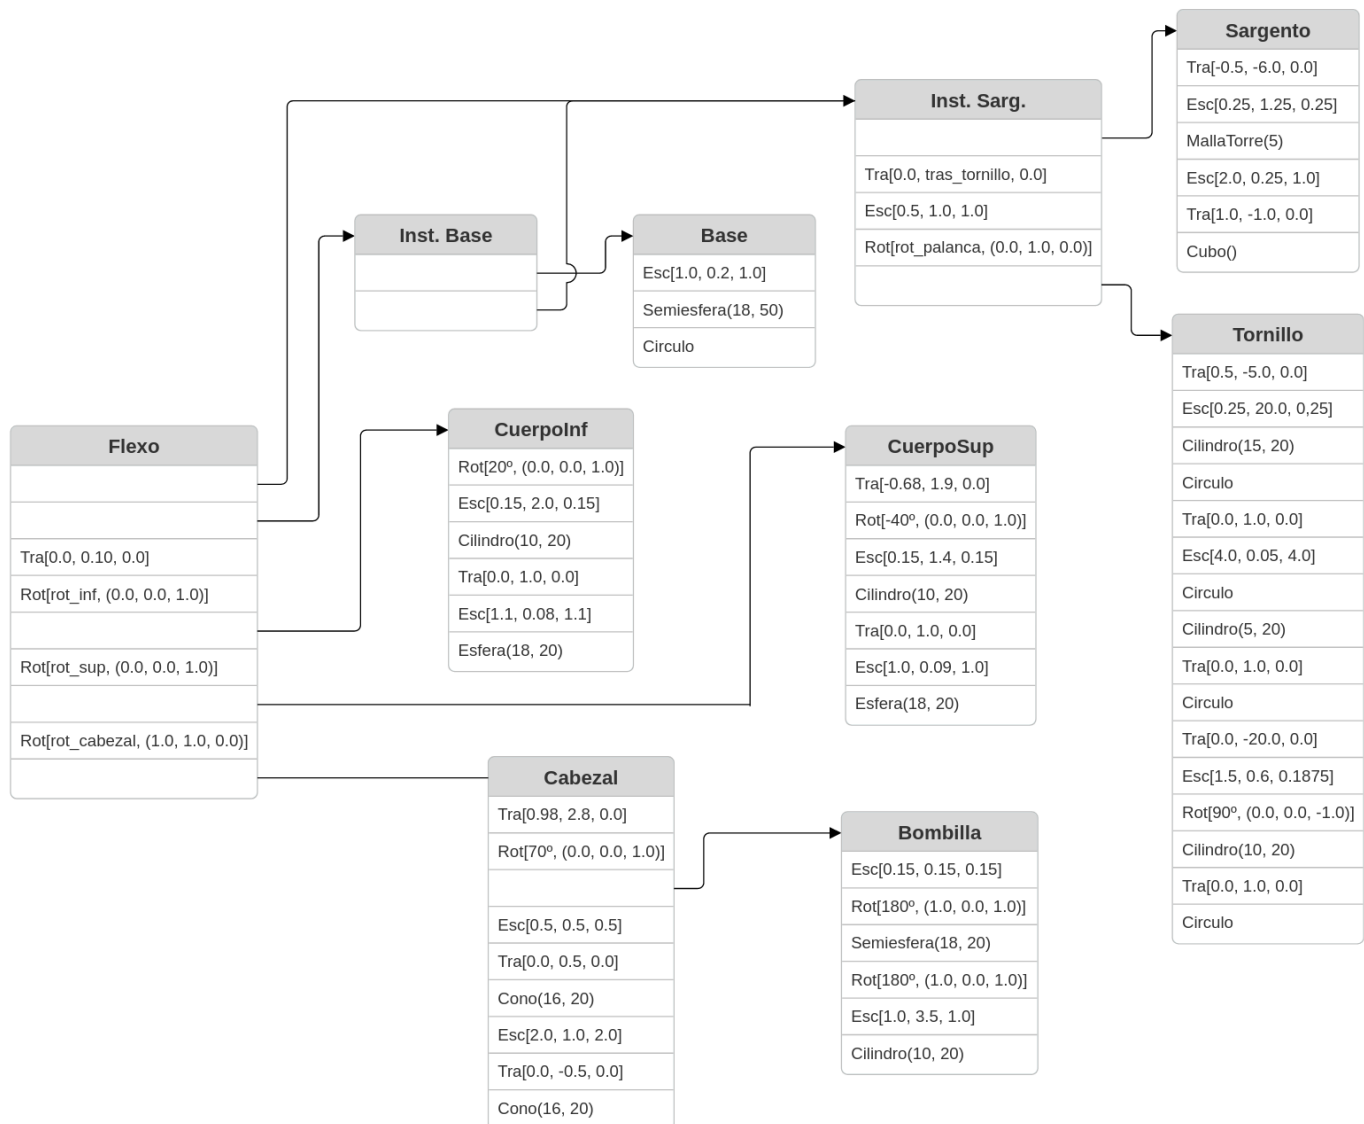 Sargento
Tra[-0.5, -6.0, 0.0]
Esc[0.25, 1.25, 0.25]
MallaTorre(5)
Esc[2.0, 0.25, 1.0]
Tra[1.0, -1.0, 0.0]
Cubo()
Inst. Sarg.
Tra[0.0, tras_tornillo, 0.0]
Esc[0.5, 1.0, 1.0]
Rot[rot_palanca, (0.0, 1.0, 0.0)]
Inst. Base
Base
Esc[1.0, 0.2, 1.0]
Semiesfera(18, 50)
Circulo
Tornillo
Tra[0.5, -5.0, 0.0]
Esc[0.25, 20.0, 0,25]
Cilindro(15, 20)
Circulo
Tra[0.0, 1.0, 0.0]
Esc[4.0, 0.05, 4.0]
Circulo
Cilindro(5, 20)
Tra[0.0, 1.0, 0.0]
Circulo
Tra[0.0, -20.0, 0.0]
Esc[1.5, 0.6, 0.1875]
Rot[90º, (0.0, 0.0, -1.0)]
Cilindro(10, 20)
Tra[0.0, 1.0, 0.0]
Circulo
Flexo
Tra[0.0, 0.10, 0.0]
Rot[rot_inf, (0.0, 0.0, 1.0)]
Rot[rot_sup, (0.0, 0.0, 1.0)]
Rot[rot_cabezal, (1.0, 1.0, 0.0)]
CuerpoInf
Rot[20º, (0.0, 0.0, 1.0)]
Esc[0.15, 2.0, 0.15]
Cilindro(10, 20)
Tra[0.0, 1.0, 0.0]
Esc[1.1, 0.08, 1.1]
Esfera(18, 20)
CuerpoSup
Tra[-0.68, 1.9, 0.0]
Rot[-40º, (0.0, 0.0, 1.0)]
Esc[0.15, 1.4, 0.15]
Cilindro(10, 20)
Tra[0.0, 1.0, 0.0]
Esc[1.0, 0.09, 1.0]
Esfera(18, 20)
Cabezal
Tra[0.98, 2.8, 0.0]
Rot[70º, (0.0, 0.0, 1.0)]
Esc[0.5, 0.5, 0.5]
Tra[0.0, 0.5, 0.0]
Cono(16, 20)
Esc[2.0, 1.0, 2.0]
Tra[0.0, -0.5, 0.0]
Cono(16, 20)
Bombilla
Esc[0.15, 0.15, 0.15]
Rot[180º, (1.0, 0.0, 1.0)]
Semiesfera(18, 20)
Rot[180º, (1.0, 0.0, 1.0)]
Esc[1.0, 3.5, 1.0]
Cilindro(10, 20)